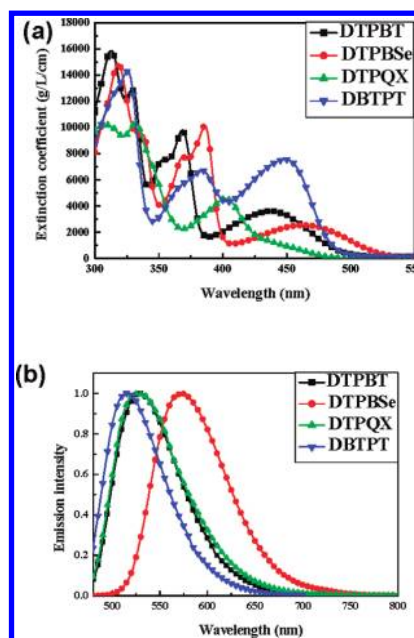 (a)
DTPBT
DTPBSe
DTPQX
DBTPT
Extinction coefficient (g/L/cm)
18000
16000
14000
12000
10000
8000
6000
4000
2000
0
300 350 400 450 500 550
Wavelength (nm)
(b)
DTPBT
DTPBSe
DTPQX
DBTPT
Emission intensity
1.0
0.8
0.6
0.4
0.2
0.0
500 550 600 650 700 750 800
Wavelength (nm)